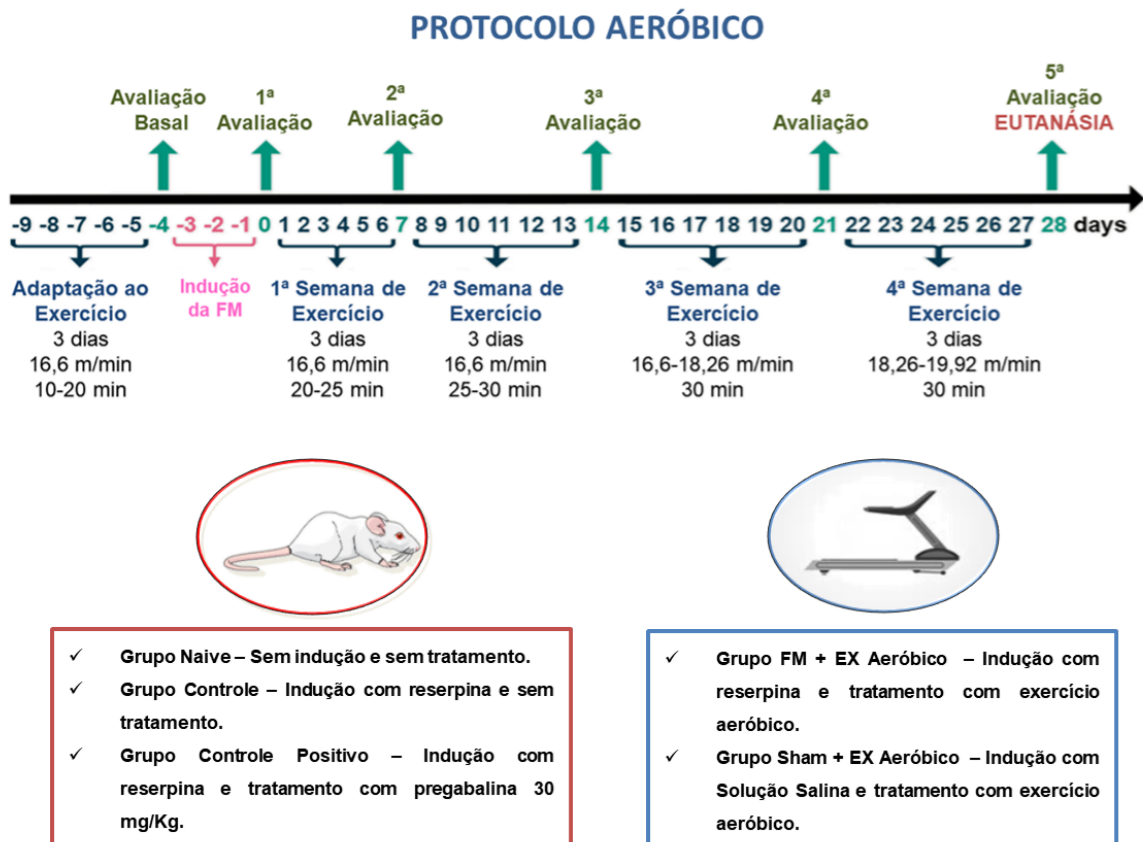 PROTOCOLO AERÓBICO
Avaliação
Basal
1ª
Avaliação
2ª
Avaliação
3ª
Avaliação
4ª
Avaliação
5ª
Avaliação
EUTANÁSIA
-9 -8 -7 -6 -5 -4 -3 -2 -1 0 1 2 3 4 5 6 7 8 9 10 11 12 13 14 15 16 17 18 19 20 21 22 23 24 25 26 27 28 days
Adaptação ao
Exercício
3 dias
16,6 m/min
10-20 min
Indução
da FM
1ª Semana de
Exercício
3 dias
16,6 m/min
20-25 min
2ª Semana de
Exercício
3 dias
16,6 m/min
25-30 min
3ª Semana de
Exercício
3 dias
16,6-18,26 m/min
30 min
4ª Semana de
Exercício
3 dias
18,26-19,92 m/min
30 min
✓ Grupo Naive – Sem indução e sem tratamento.
✓ Grupo Controle – Indução com reserpina e sem
tratamento.
✓ Grupo Controle Positivo – Indução com
reserpina e tratamento com pregabalina 30
mg/Kg.
✓ Grupo FM + EX Aeróbico – Indução com
reserpina e tratamento com exercício
aeróbico.
✓ Grupo Sham + EX Aeróbico – Indução com
Solução Salina e tratamento com exercício
aeróbico.